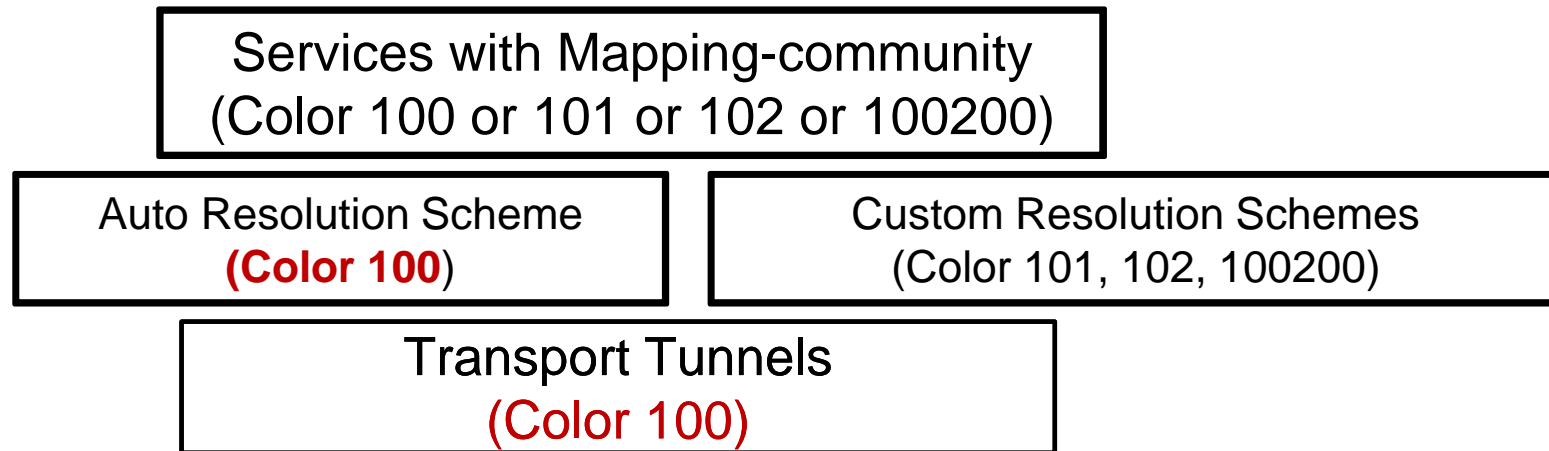 Services with Mapping-community
(Color 100 or 101 or 102 or 100200)
Auto Resolution Scheme
(Color 100)
Custom Resolution Schemes
(Color 101, 102, 100200)
Transport Tunnels
(Color 100)